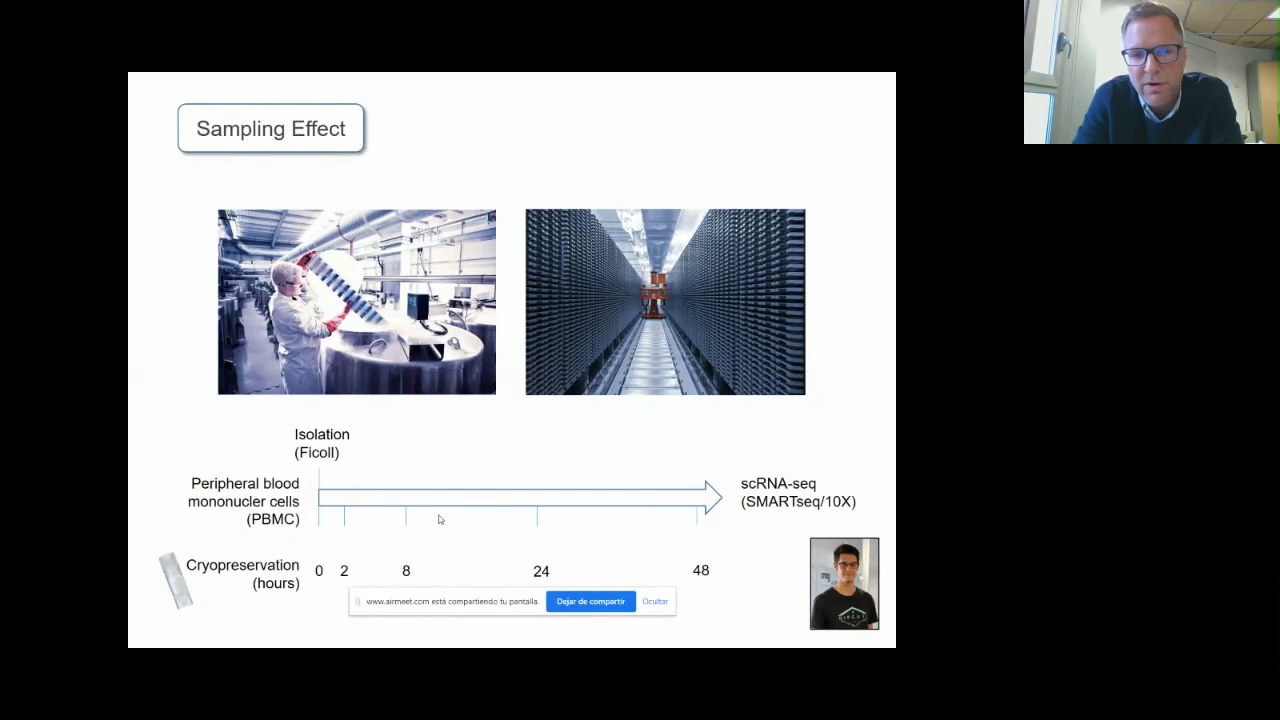 Sampling Effect
Isolation
(Ficoll)
Peripheral blood
mononucler cells
(PBMC)
scRNA-seq
(SMARTseq/10X)
Cryopreservation
(hours)
0 2 8 24 48
www.airmeet.com está compartiendo tu pantalla. Dejar de compartir Ocultar